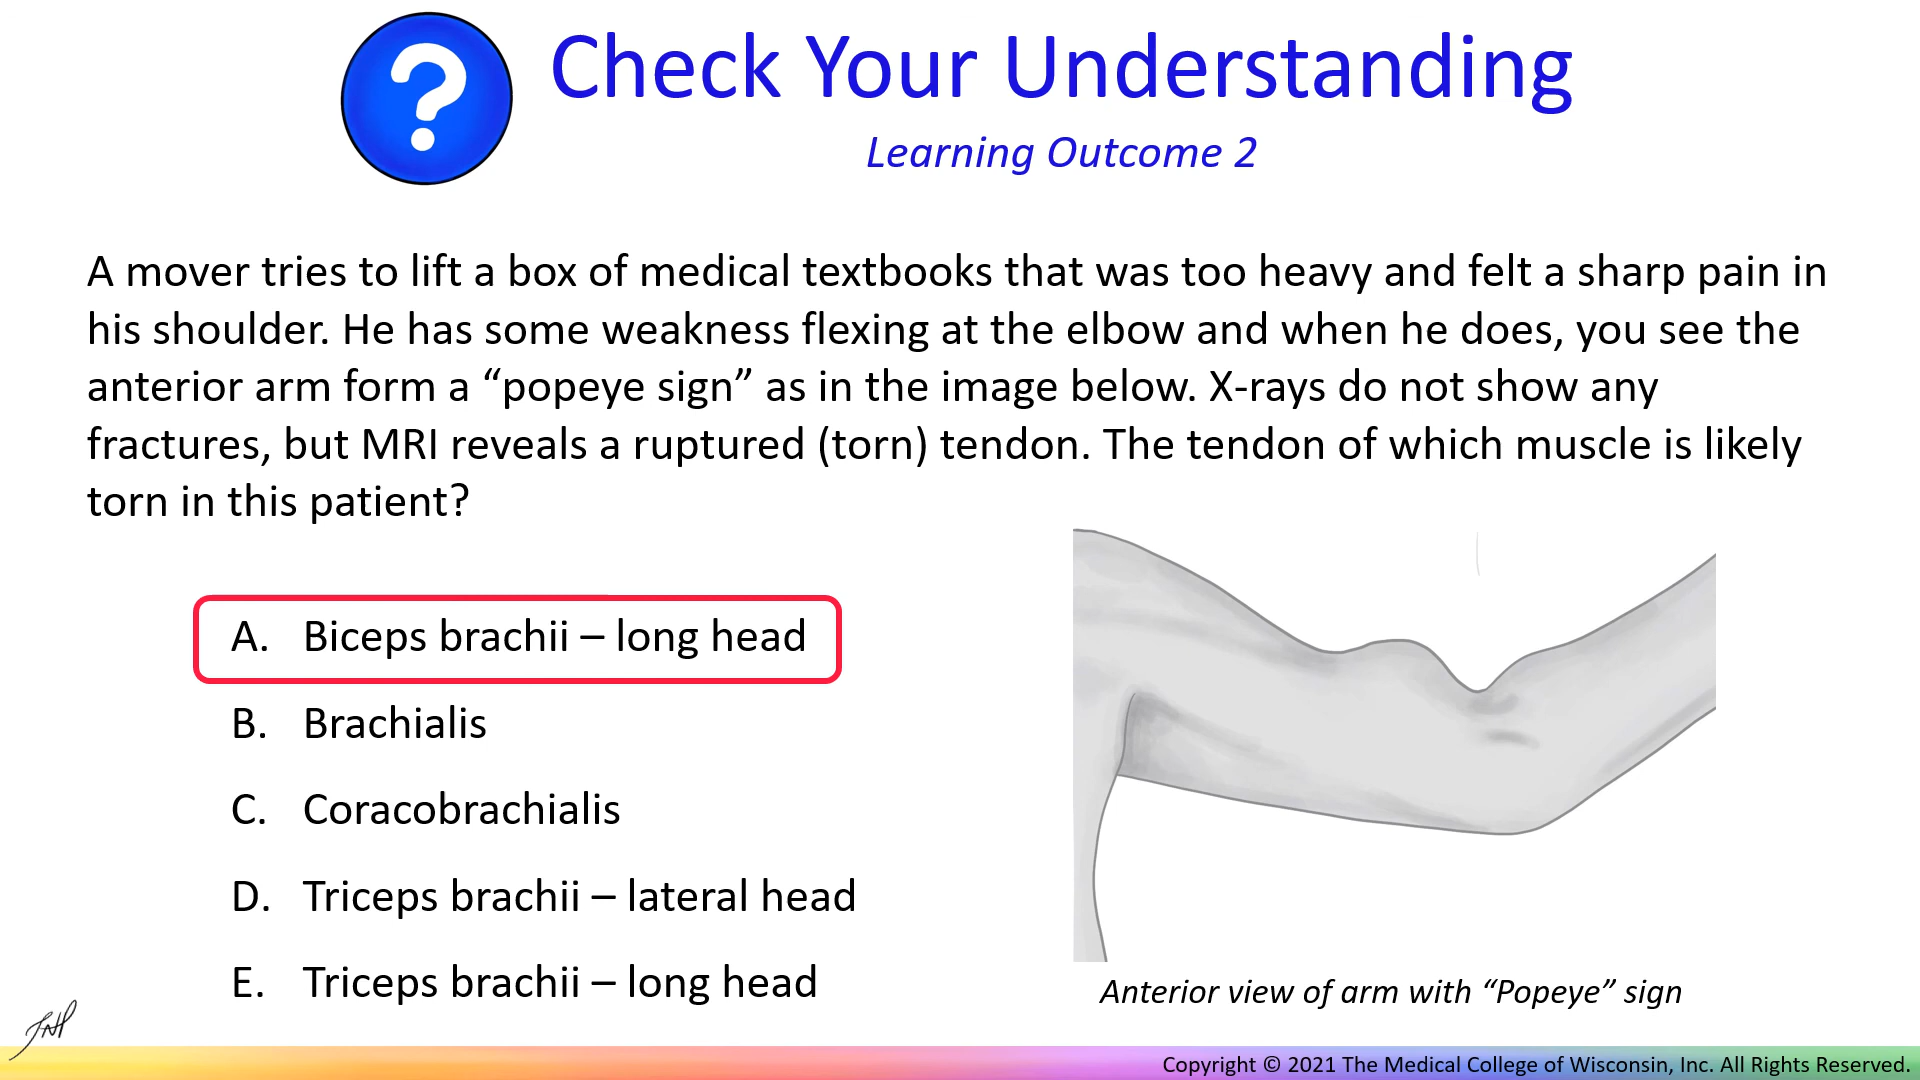 ?
Check Your Understanding
Learning Outcome 2
A mover tries to lift a box of medical textbooks that was too heavy and felt a sharp pain in
his shoulder. He has some weakness flexing at the elbow and when he does, you see the
anterior arm form a “popeye sign” as in the image below. X-rays do not show any
fractures, but MRI reveals a ruptured (torn) tendon. The tendon of which muscle is likely
torn in this patient?
A. Biceps brachii – long head
B. Brachialis
C. Coracobrachialis
D. Triceps brachii – lateral head
E. Triceps brachii – long head
Anterior view of arm with “Popeye” sign
Copyright © 2021 The Medical College of Wisconsin, Inc. All Rights Reserved.